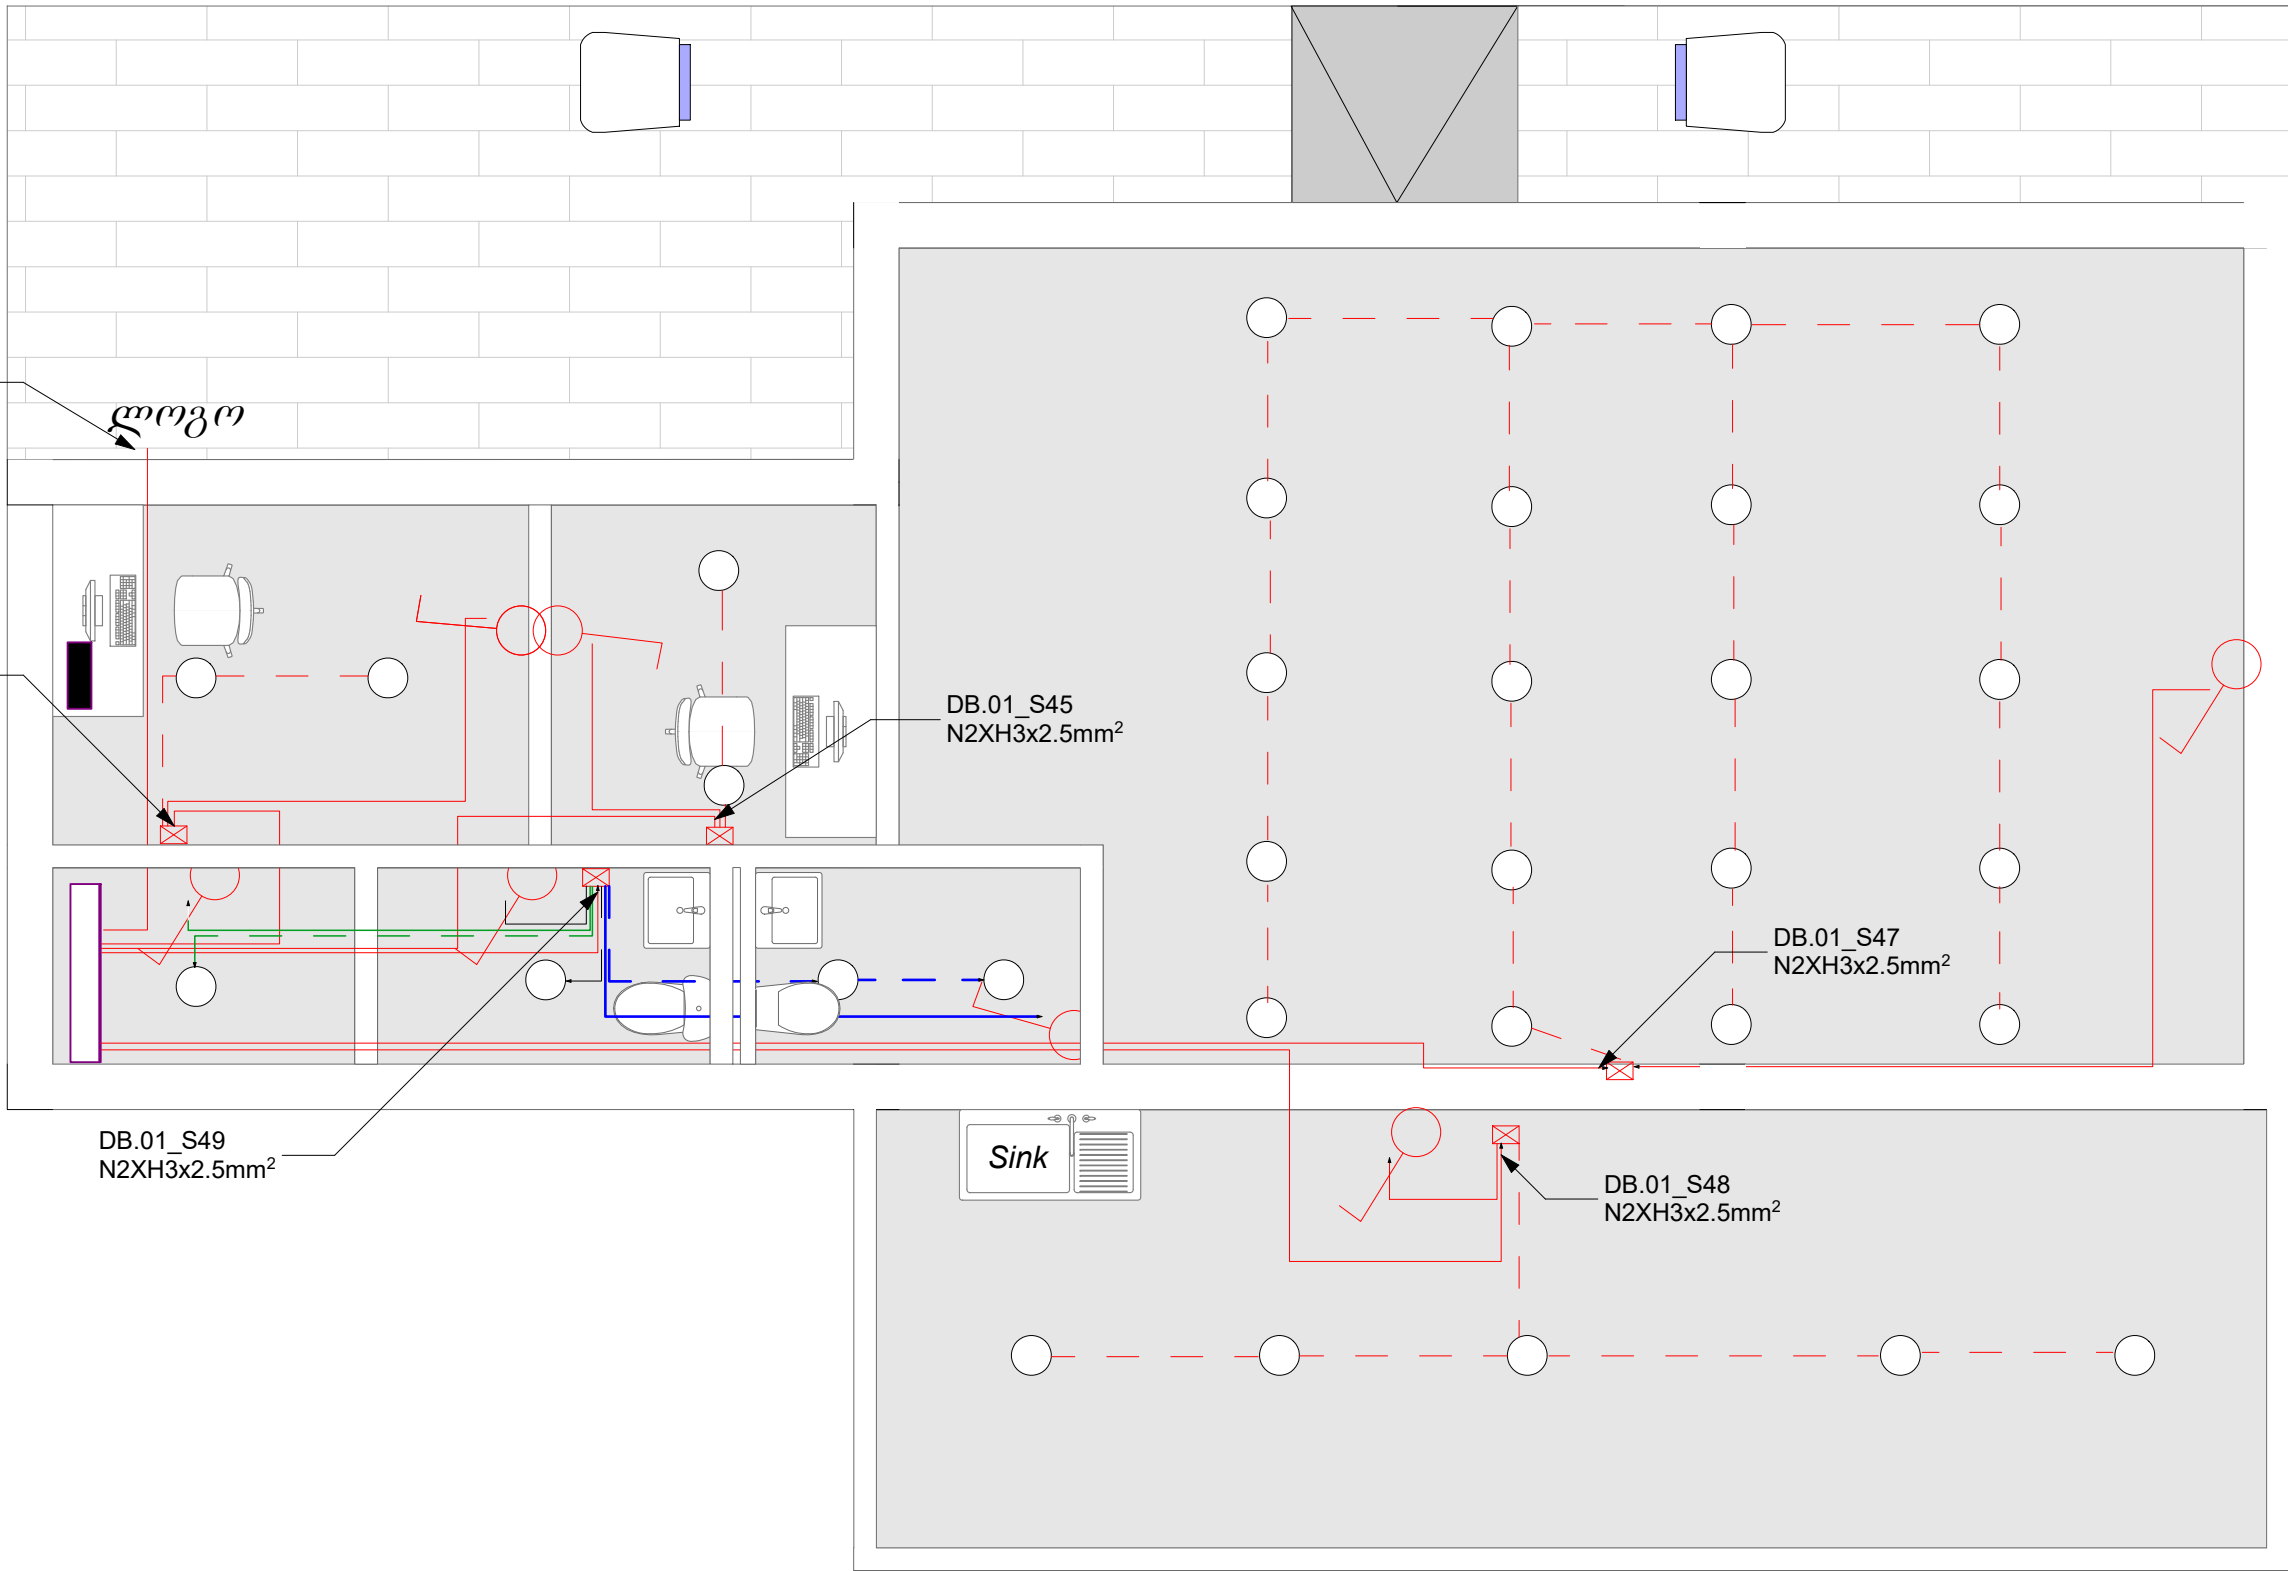 ლოგო
DB.01_S45
N2XH3x2.5mm²
DB.01_S47
N2XH3x2.5mm²
DB.01_S49
N2XH3x2.5mm²
Sink
DB.01_S48
N2XH3x2.5mm²